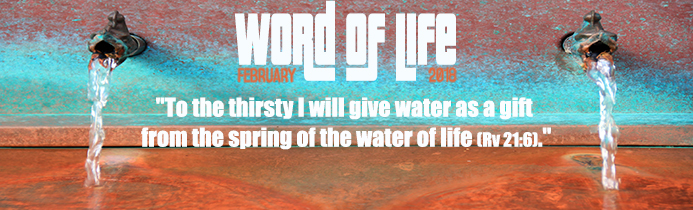 WORD OF LIFE
FEBRUARY 2018
"To the thirsty I will give water as a gift
from the spring of the water of life (Rv 21:6)."